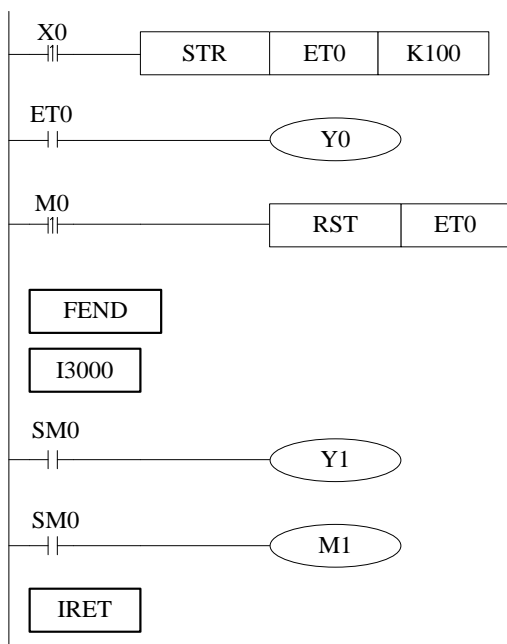 X0
STR ET0 K100
ET0
Y0
M0
RST ET0
FEND
I3000
SM0
Y1
SM0
M1
IRET